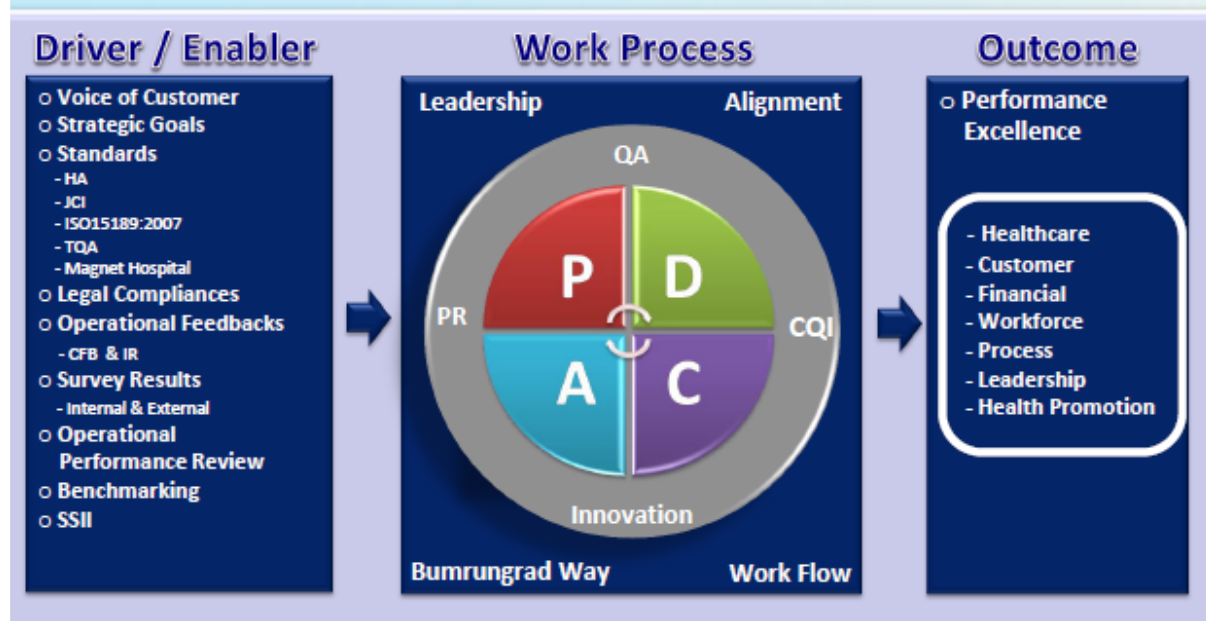 Driver / Enabler
o Voice of Customer
o Strategic Goals
o Standards
- HA
- JCI
- ISO15189:2007
- TQA
- Magnet Hospital
o Legal Compliances
o Operational Feedbacks
- CFB & IR
o Survey Results
- Internal & External
o Operational
Performance Review
o Benchmarking
o SSII
Work Process
Leadership
Alignment
QA
P
D
PR
CQI
A
C
Innovation
Bumrungrad Way
Work Flow
Outcome
o Performance
Excellence
- Healthcare
- Customer
- Financial
- Workforce
- Process
- Leadership
- Health Promotion